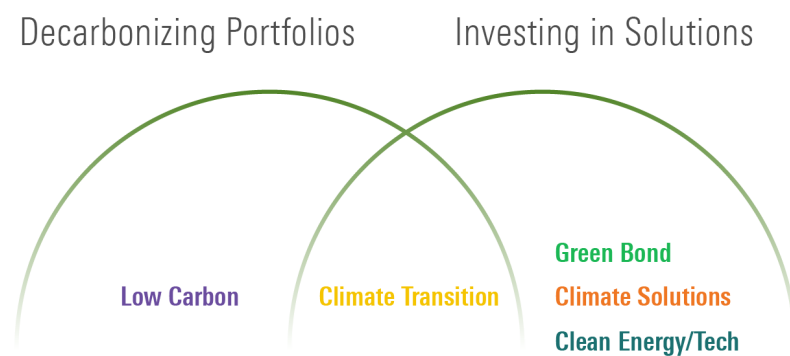 Decarbonizing Portfolios
Investing in Solutions
Low Carbon
Climate Transition
Green Bond
Climate Solutions
Clean Energy/Tech